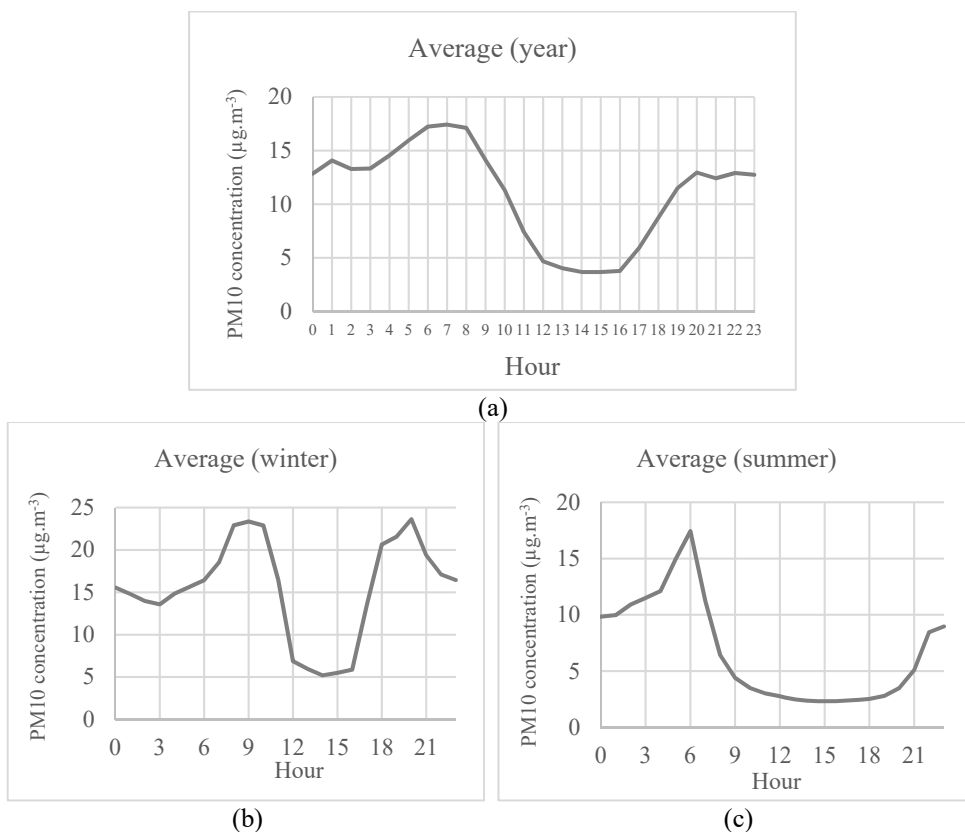 Average (year)
PM10 concentration (µg.m⁻³)
20
15
10
5
0
0 1 2 3 4 5 6 7 8 9 10 11 12 13 14 15 16 17 18 19 20 21 22 23
Hour
(a)
Average (winter)
PM10 concentration (µg.m⁻³)
25
20
15
10
5
0
0 3 6 9 12 15 18 21
Hour
(b)
Average (summer)
PM10 concentration (µg.m⁻³)
20
15
10
5
0
0 3 6 9 12 15 18 21
Hour
(c)